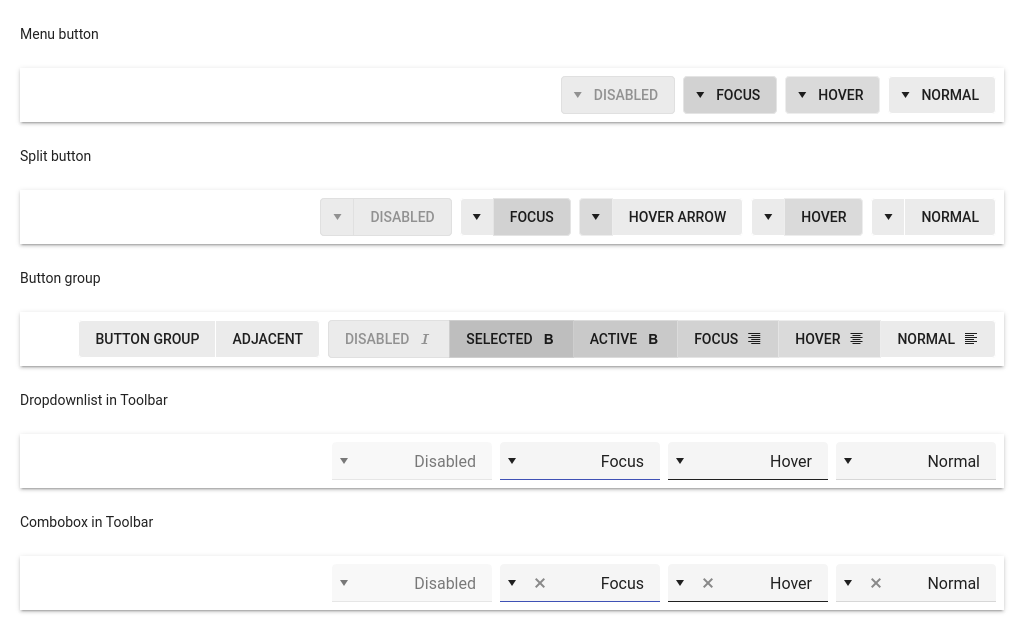 Menu button
DISABLED FOCUS HOVER NORMAL
Split button
DISABLED FOCUS HOVER ARROW HOVER NORMAL
Button group
BUTTON GROUP ADJACENT DISABLED I SELECTED B ACTIVE B FOCUS HOVER NORMAL
Dropdownlist in Toolbar
Disabled Focus Hover Normal
Combobox in Toolbar
Disabled Focus Hover Normal